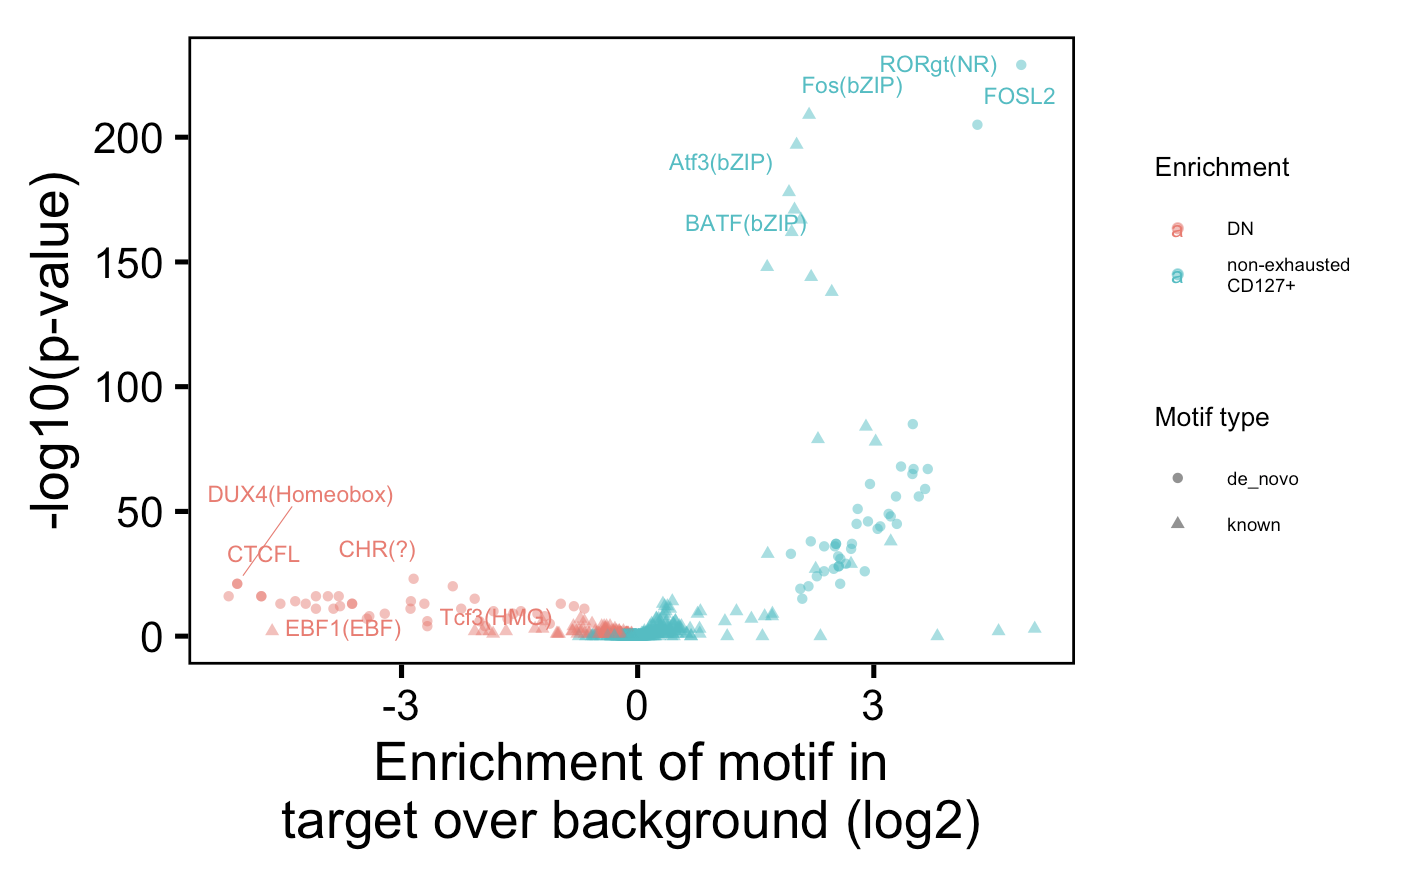 RORgt(NR)
Fos(bZIP)
FOSL2
Atf3(bZIP)
BATF(bZIP)
DUX4(Homeobox)
CTCFL
CHR(?)
Tcf3(HMG)
EBF1(EBF)
200
150
100
50
0
-log10(p-value)
-3
0
3
Enrichment of motif in
target over background (log2)
Enrichment
a
DN
a
non-exhausted
CD127+
Motif type
de_novo
known